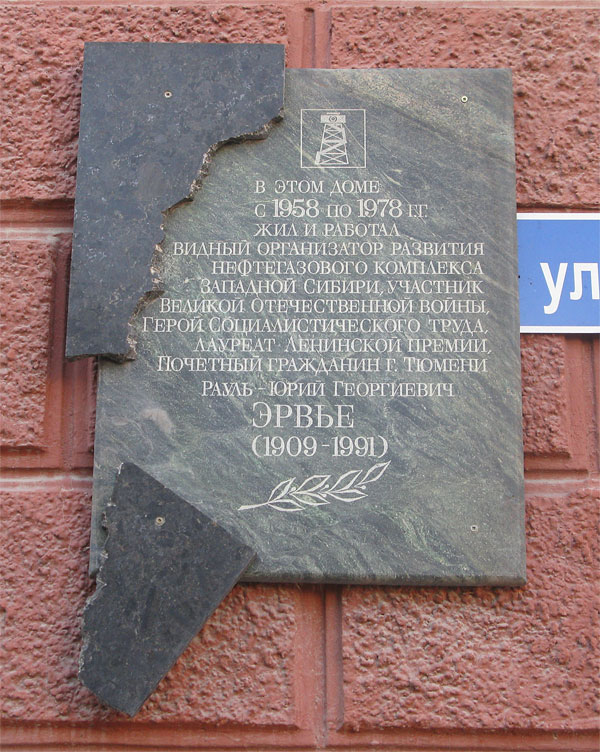 В ЭТОМ ДОМЕ
С 1958 ПО 1978 Г.Г.
ЖИЛ И РАБОТАЛ
ВИДНЫЙ ОРГАНИЗАТОР РАЗВИТИЯ
НЕФТЕГАЗОВОГО КОМПЛЕКСА
ЗАПАДНОЙ СИБИРИ, УЧАСТНИК
ВЕЛИКОЙ ОТЕЧЕСТВЕННОЙ ВОЙНЫ,
ГЕРОЙ СОЦИАЛИСТИЧЕСКОГО ТРУДА,
ЛАУРЕАТ ЛЕНИНСКОЙ ПРЕМИИ,
ПОЧЕТНЫЙ ГРАЖДАНИН Г. ТЮМЕНИ
РАУЛЬ-ЮРИЙ ГЕОРГИЕВИЧ
ЭРВЬЕ
(1909-1991)
ул